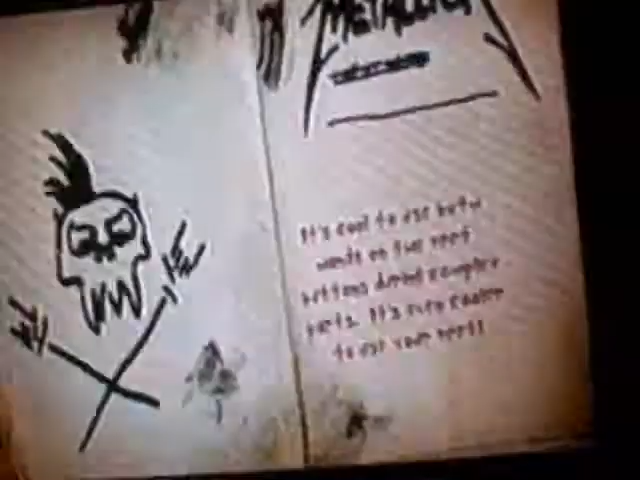 METALLICA
It's cool to use both
hands on the fret
buttons during complex
parts. It's even cooler
to use your teeth!